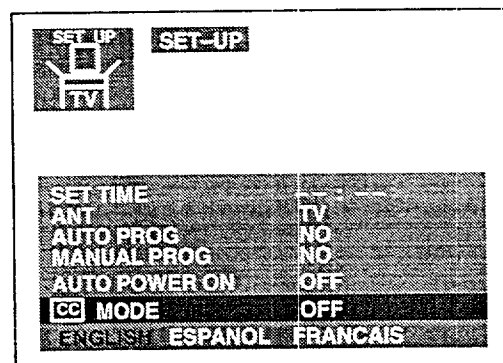 SET UP
SET-UP
TV
SET TIME -- : --
ANT TV
AUTO PROG NO
MANUAL PROG NO
AUTO POWER ON OFF
CC MODE OFF
ENGLISH ESPANOL FRANCAIS